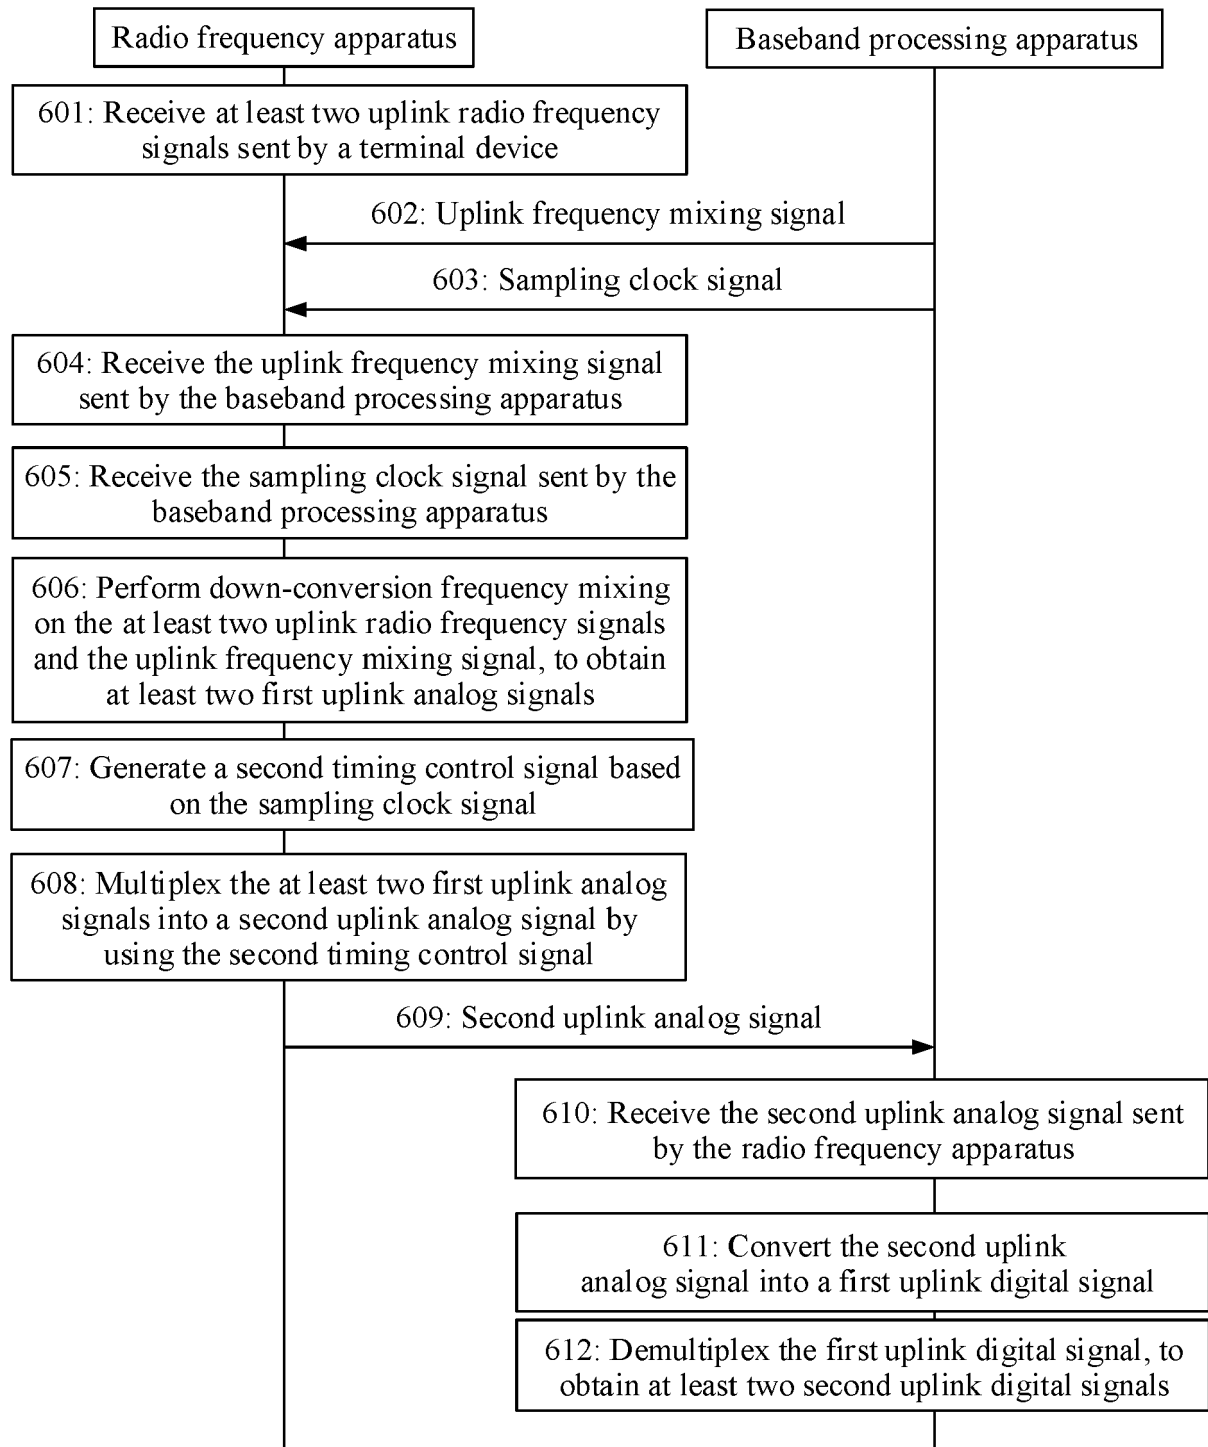 Radio frequency apparatus
Baseband processing apparatus
601: Receive at least two uplink radio frequency
signals sent by a terminal device
602: Uplink frequency mixing signal
603: Sampling clock signal
604: Receive the uplink frequency mixing signal
sent by the baseband processing apparatus
605: Receive the sampling clock signal sent by the
baseband processing apparatus
606: Perform down-conversion frequency mixing
on the at least two uplink radio frequency signals
and the uplink frequency mixing signal, to obtain
at least two first uplink analog signals
607: Generate a second timing control signal based
on the sampling clock signal
608: Multiplex the at least two first uplink analog
signals into a second uplink analog signal by
using the second timing control signal
609: Second uplink analog signal
610: Receive the second uplink analog signal sent
by the radio frequency apparatus
611: Convert the second uplink
analog signal into a first uplink digital signal
612: Demultiplex the first uplink digital signal, to
obtain at least two second uplink digital signals